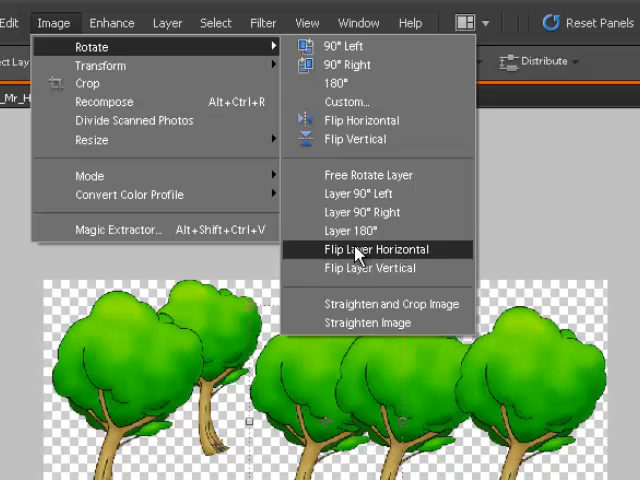 Edit Image Enhance Layer Select Filter View Window Help Reset Panels
ect Lay Distribute
_Mr_H
Rotate
Transform
Crop
Recompose Alt+Ctrl+R
Divide Scanned Photos
Resize
Mode
Convert Color Profile
Magic Extractor... Alt+Shift+Ctrl+V
90° Left
90° Right
180°
Custom...
Flip Horizontal
Flip Vertical
Free Rotate Layer
Layer 90° Left
Layer 90° Right
Layer 180°
Flip Layer Horizontal
Flip Layer Vertical
Straighten and Crop Image
Straighten Image